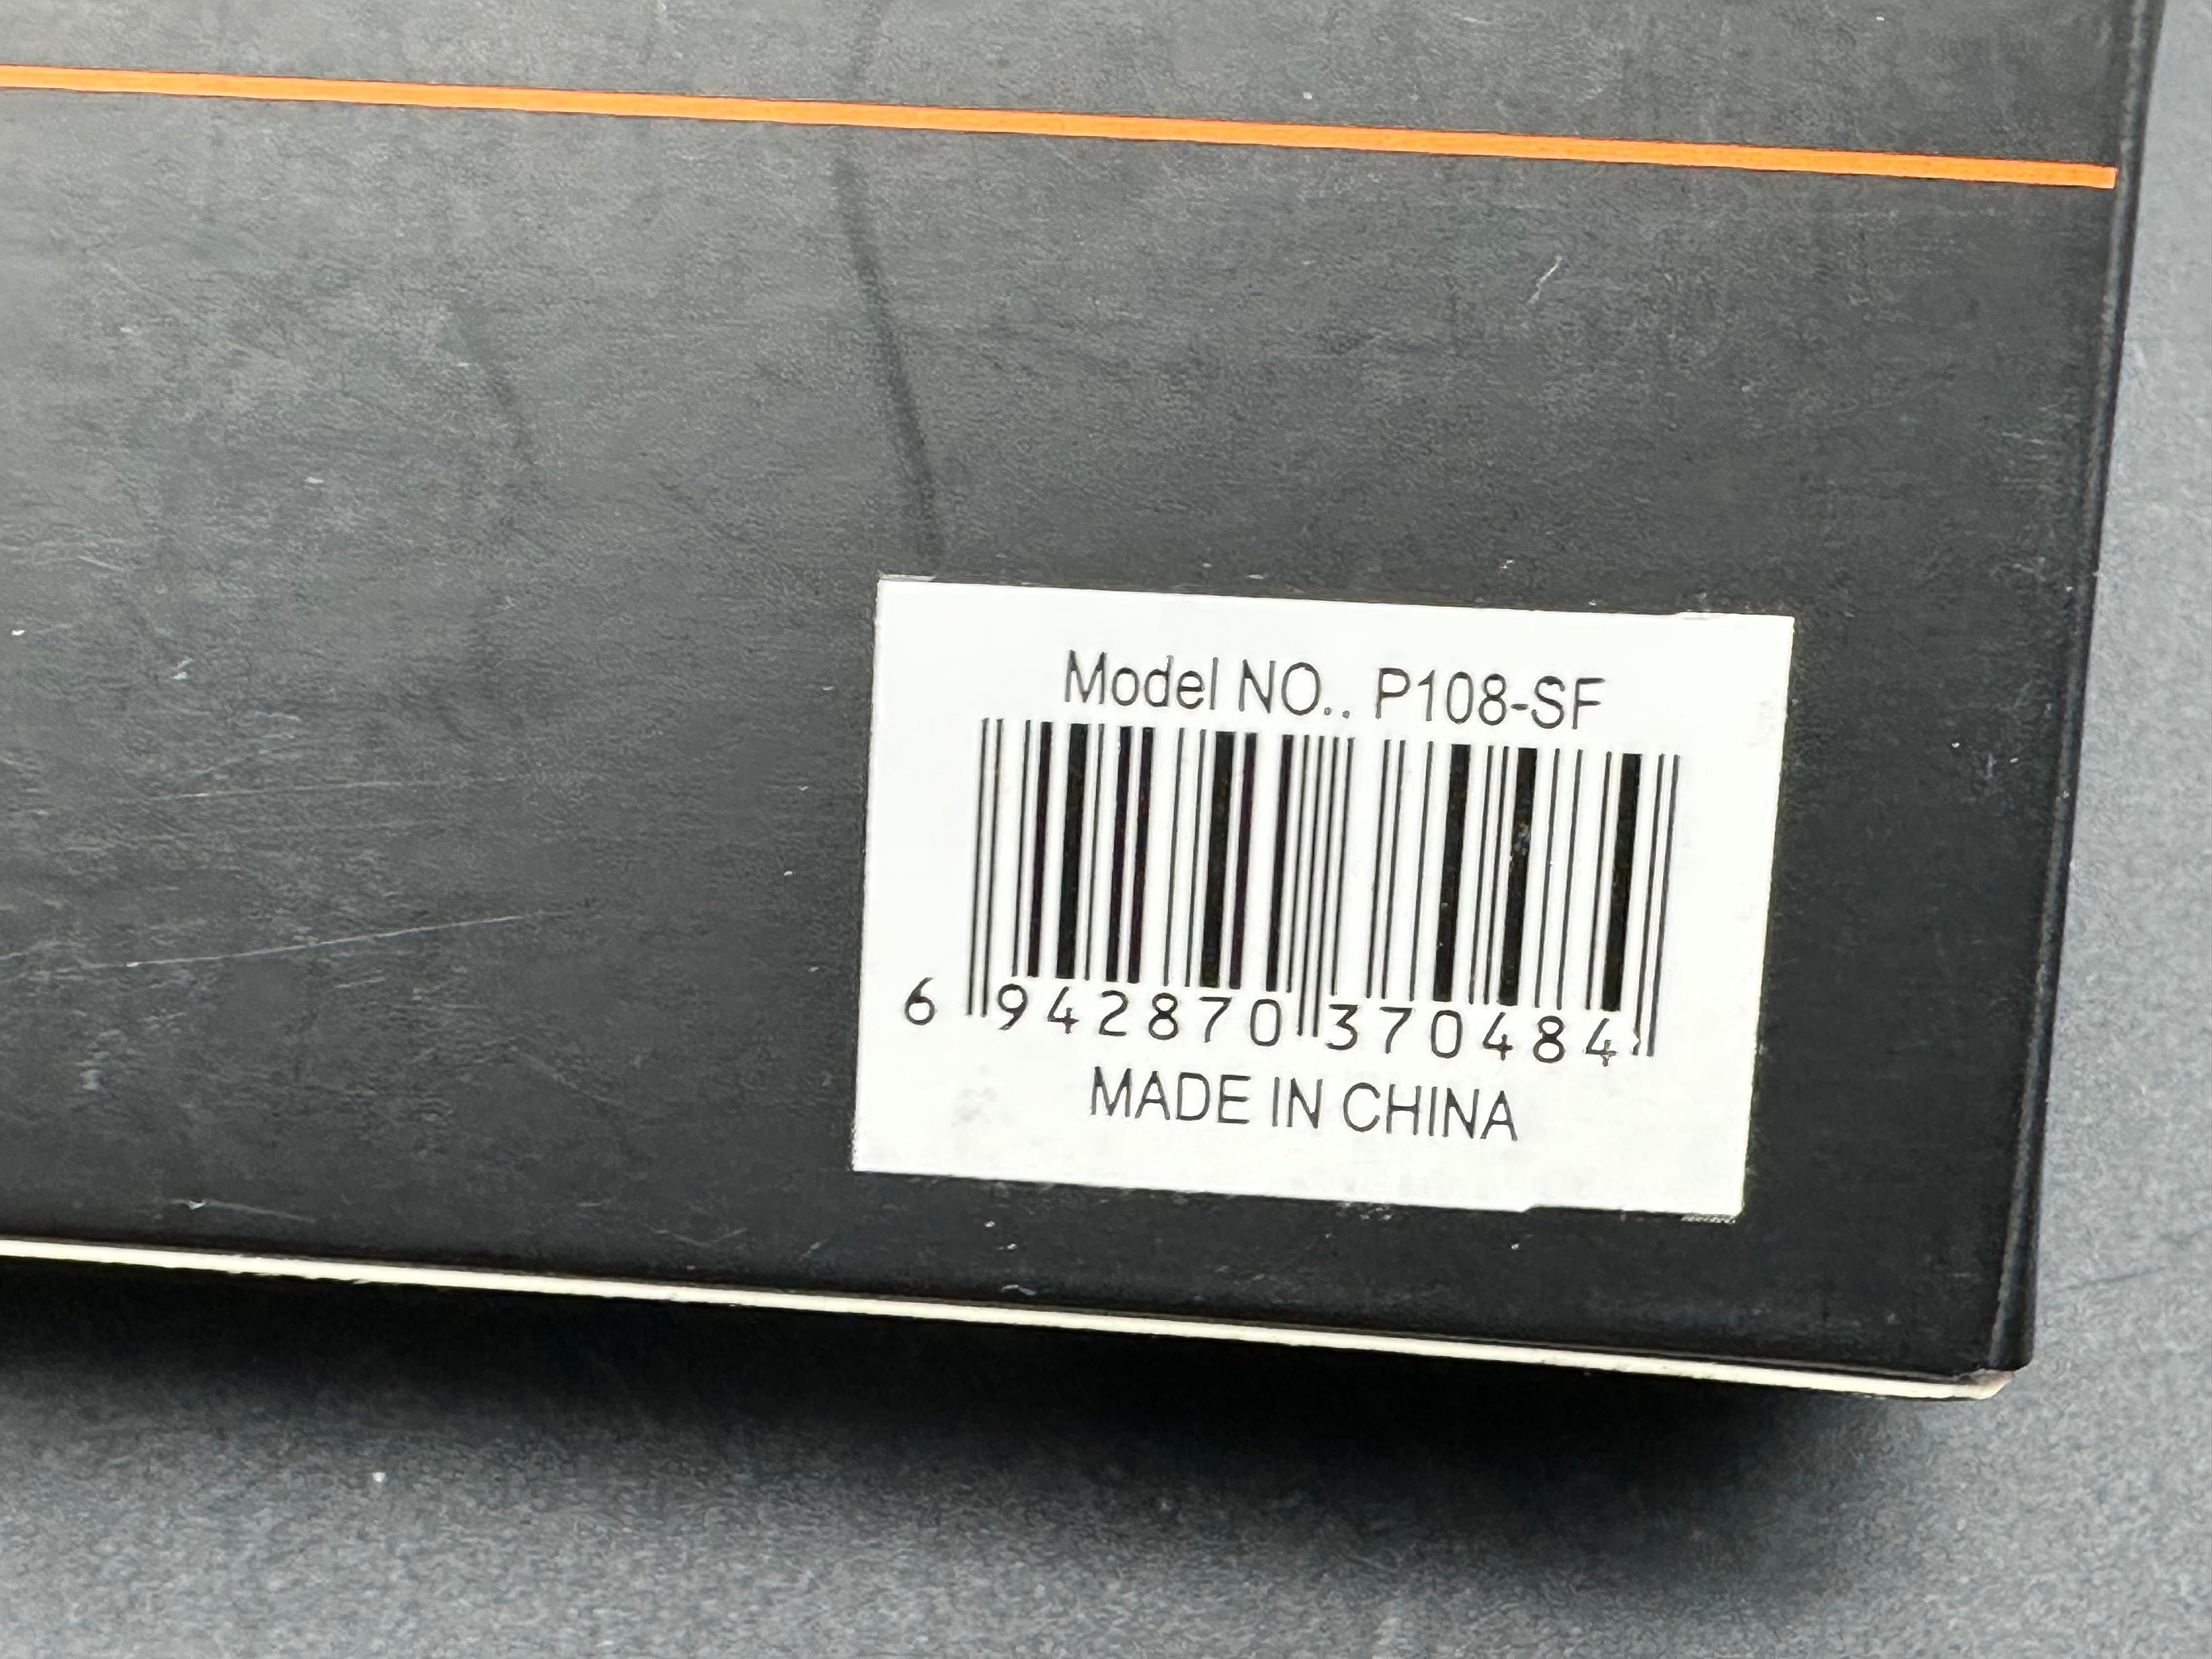 Model NO.. P108-SF
6 942870 370484
MADE IN CHINA